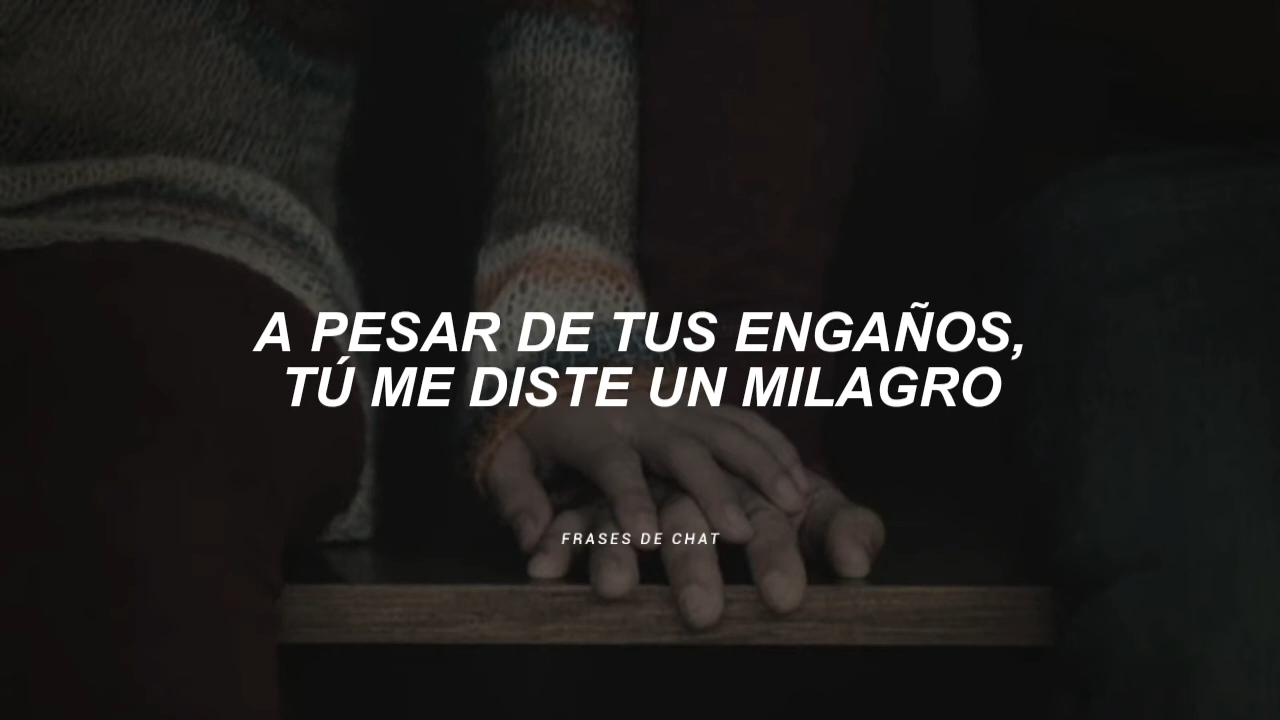 A PESAR DE TUS ENGAÑOS,
TÚ ME DISTE UN MILAGRO
FRASES DE CHAT